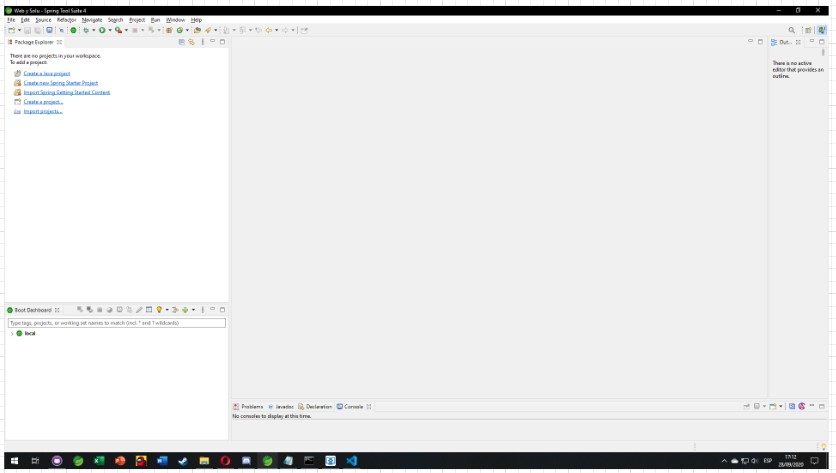 Web y Solu - Spring Tool Suite 4
File Edit Source Refactor Navigate Search Project Run Window Help
Package Explorer
There are no projects in your workspace.
To add a project:
Create a Java project
Create new Spring Starter Project
Import Spring Getting Started Content
Create a project...
Import projects...
Out...
There is no active
editor that provides an
outline.
Boot Dashboard
Type tags, projects, or working set names to match (incl. * and ? wildcards)
local
Problems Javadoc Declaration Console
No consoles to display at this time.
ESP
17:12
28/09/2020